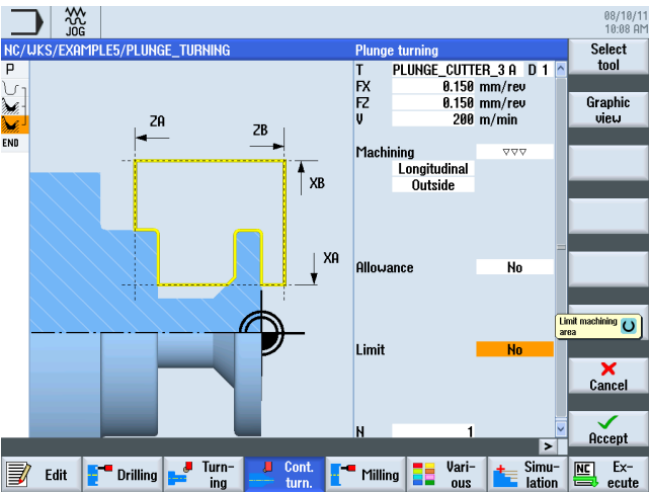 JOG
08/10/11
10:08 AM
NC/WKS/EXAMPLE5/PLUNGE_TURNING
Plunge turning
Select
tool
P
END
ZA
ZB
XB
XA
T PLUNGE_CUTTER_3 A D 1
FX 0.150 mm/rev
FZ 0.150 mm/rev
V 200 m/min
Machining ▽▽▽
Longitudinal
Outside
Allowance No
Limit No
N 1
Graphic
view
Limit machining
area
Cancel
Accept
>
Edit
Drilling
Turn-
ing
Cont.
turn.
Milling
Vari-
ous
Simu-
lation
NC
Ex-
ecute